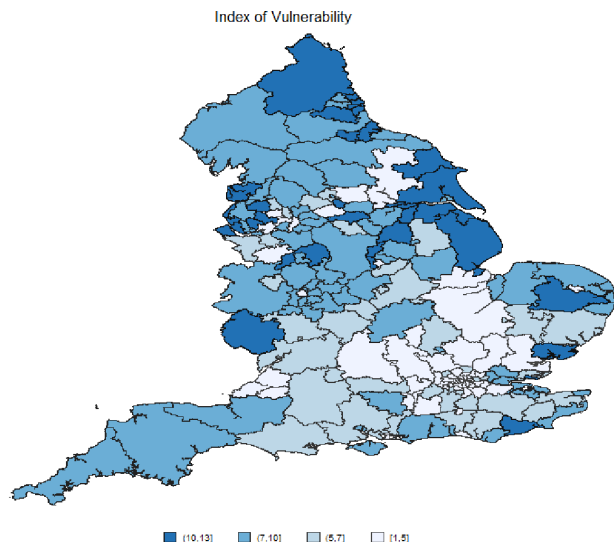 Index of Vulnerability
(10,13] (7,10] (5,7] [1,5]